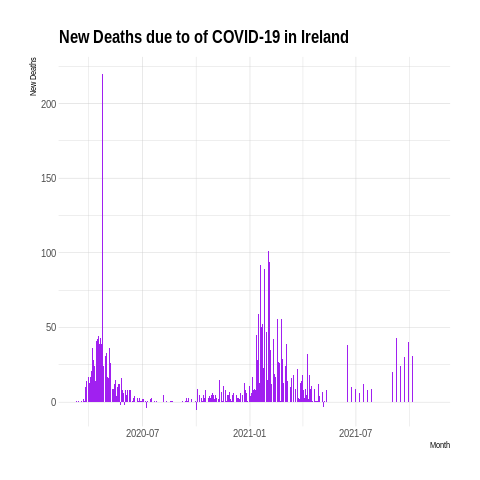 New Deaths due to of COVID-19 in Ireland
New Deaths
200
150
100
50
0
2020-07
2021-01
2021-07
Month